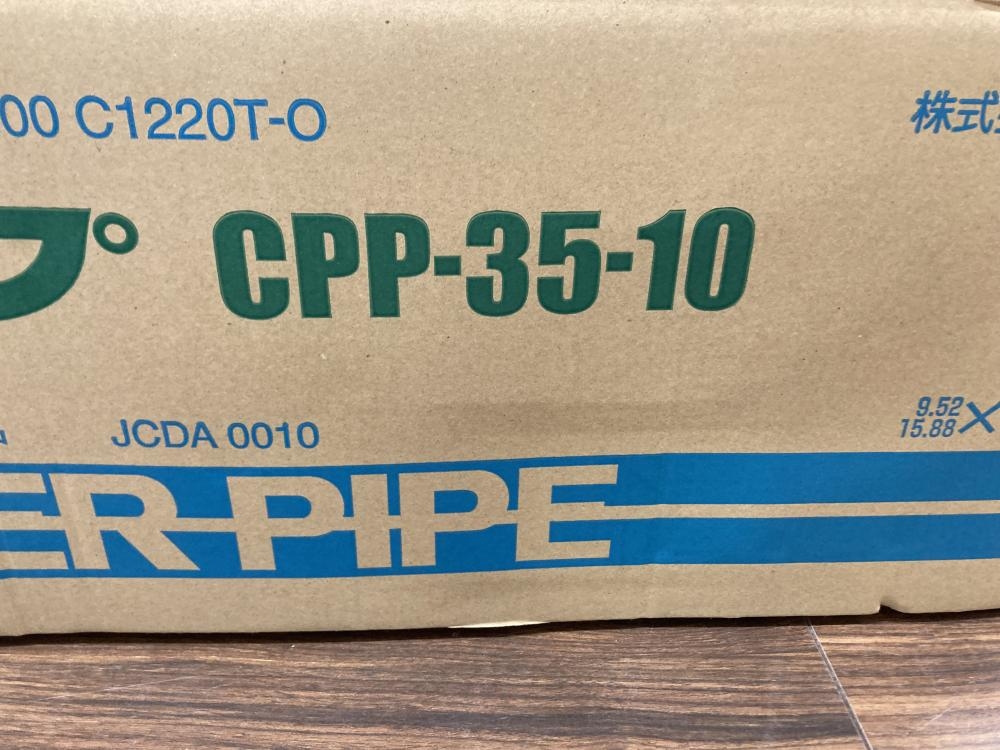 00 C1220T-O
株式
プ CPP-35-10
JCDA 0010
9.52
15.88×
ER PIPE